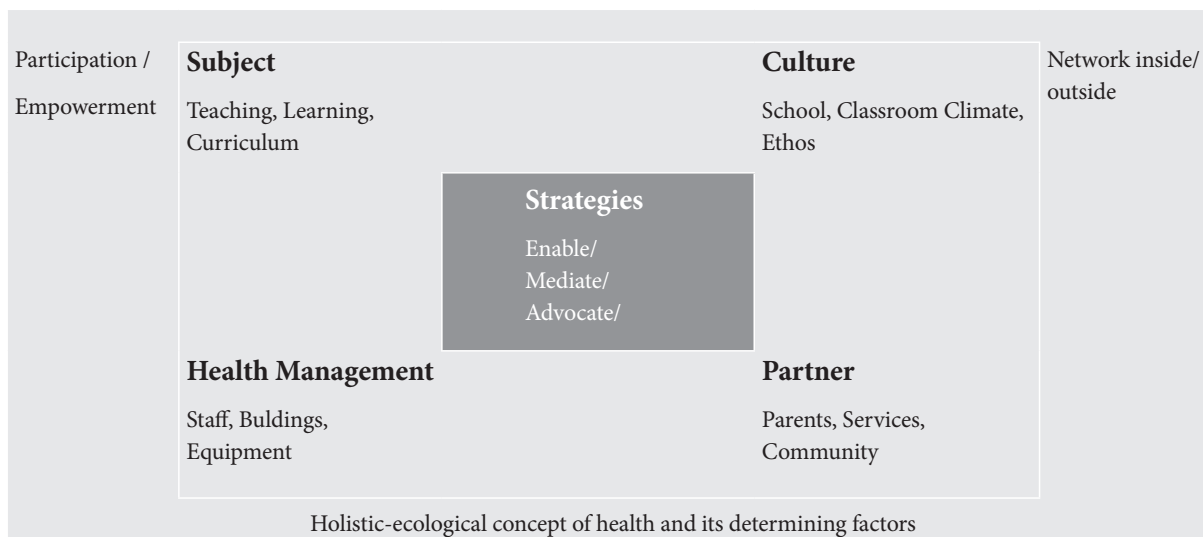 Participation /
Empowerment
Subject
Teaching, Learning,
Curriculum
Culture
School, Classroom Climate,
Ethos
Network inside/
outside
Strategies
Enable/
Mediate/
Advocate/
Health Management
Staff, Buldings,
Equipment
Partner
Parents, Services,
Community
Holistic-ecological concept of health and its determining factors